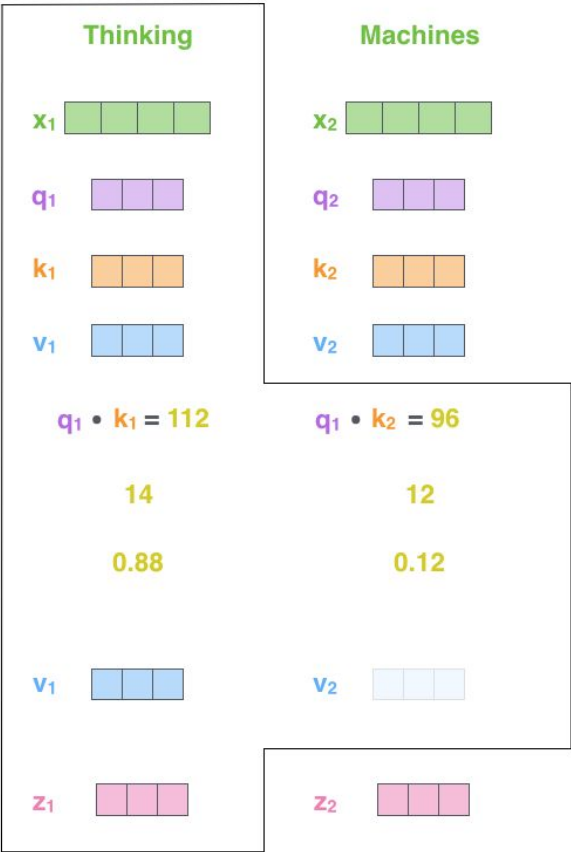 Thinking Machines
x1 x2
q1 q2
k1 k2
v1 v2
q1 • k1 = 112 q1 • k2 = 96
14 12
0.88 0.12
v1 v2
z1 z2